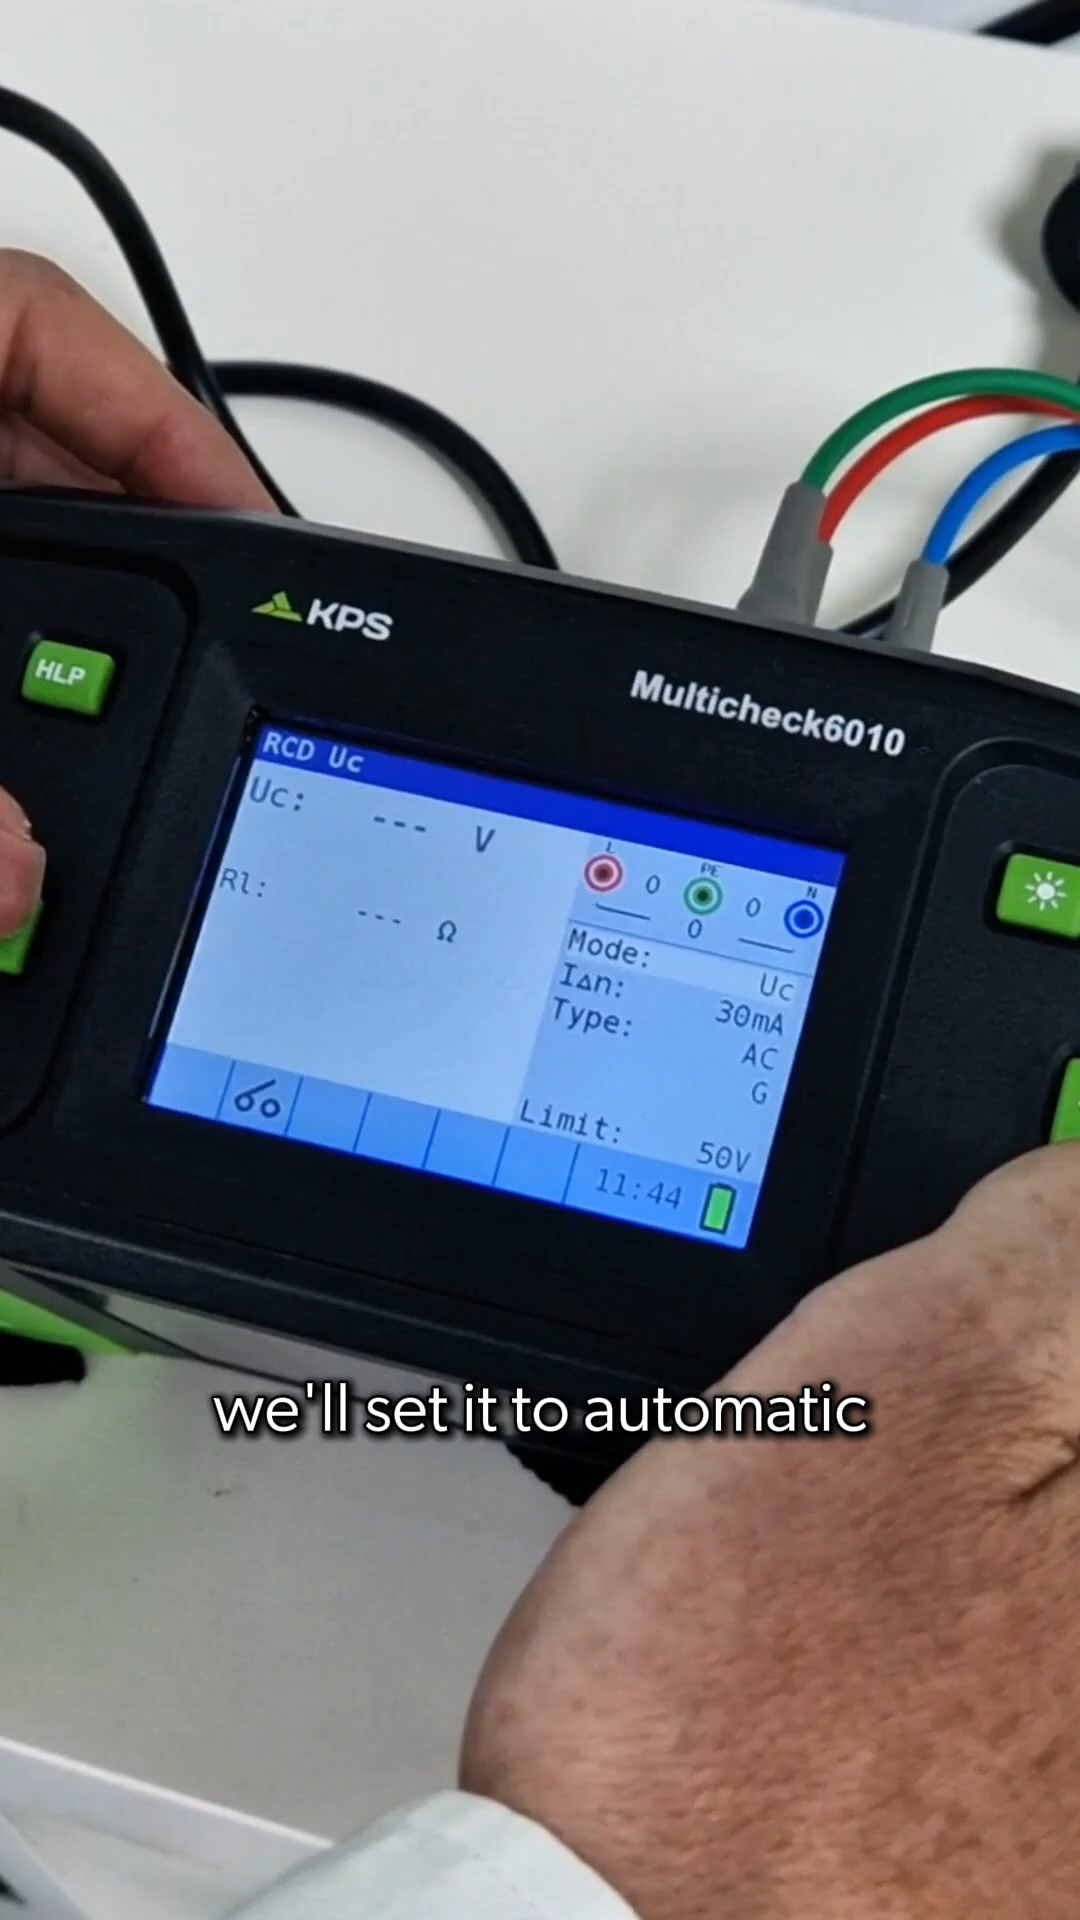 KPS
HLP
Multicheck6010
RCD Uc
Uc: --- V
Rl: --- Ω
L PE N
0 0
0
Mode: Uc
IΔn: 30mA
Type: AC
G
Limit: 50V
11:44
we'll set it to automatic